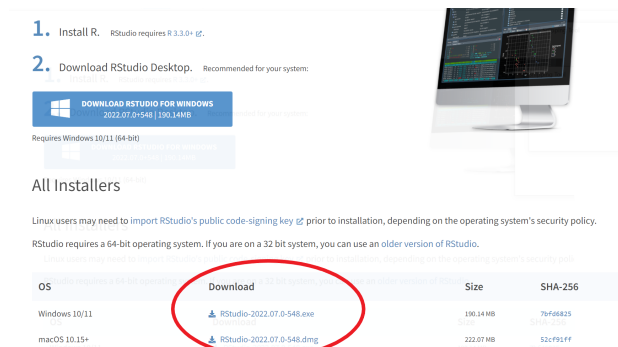 1. Install R. RStudio requires R 3.3.0+
2. Download RStudio Desktop. Recommended for your system:
DOWNLOAD RSTUDIO FOR WINDOWS
2022.07.0+548 | 190.14MB
Requires Windows 10/11 (64-bit)
All Installers
Linux users may need to import RStudio's public code-signing key prior to installation, depending on the operating system's security policy.
RStudio requires a 64-bit operating system. If you are on a 32 bit system, you can use an older version of RStudio.
OS Download Size SHA-256
Windows 10/11 RStudio-2022.07.0-548.exe 190.14 MB 7bfd6825
macOS 10.15+ RStudio-2022.07.0-548.dmg 222.07 MB 52cf91ff